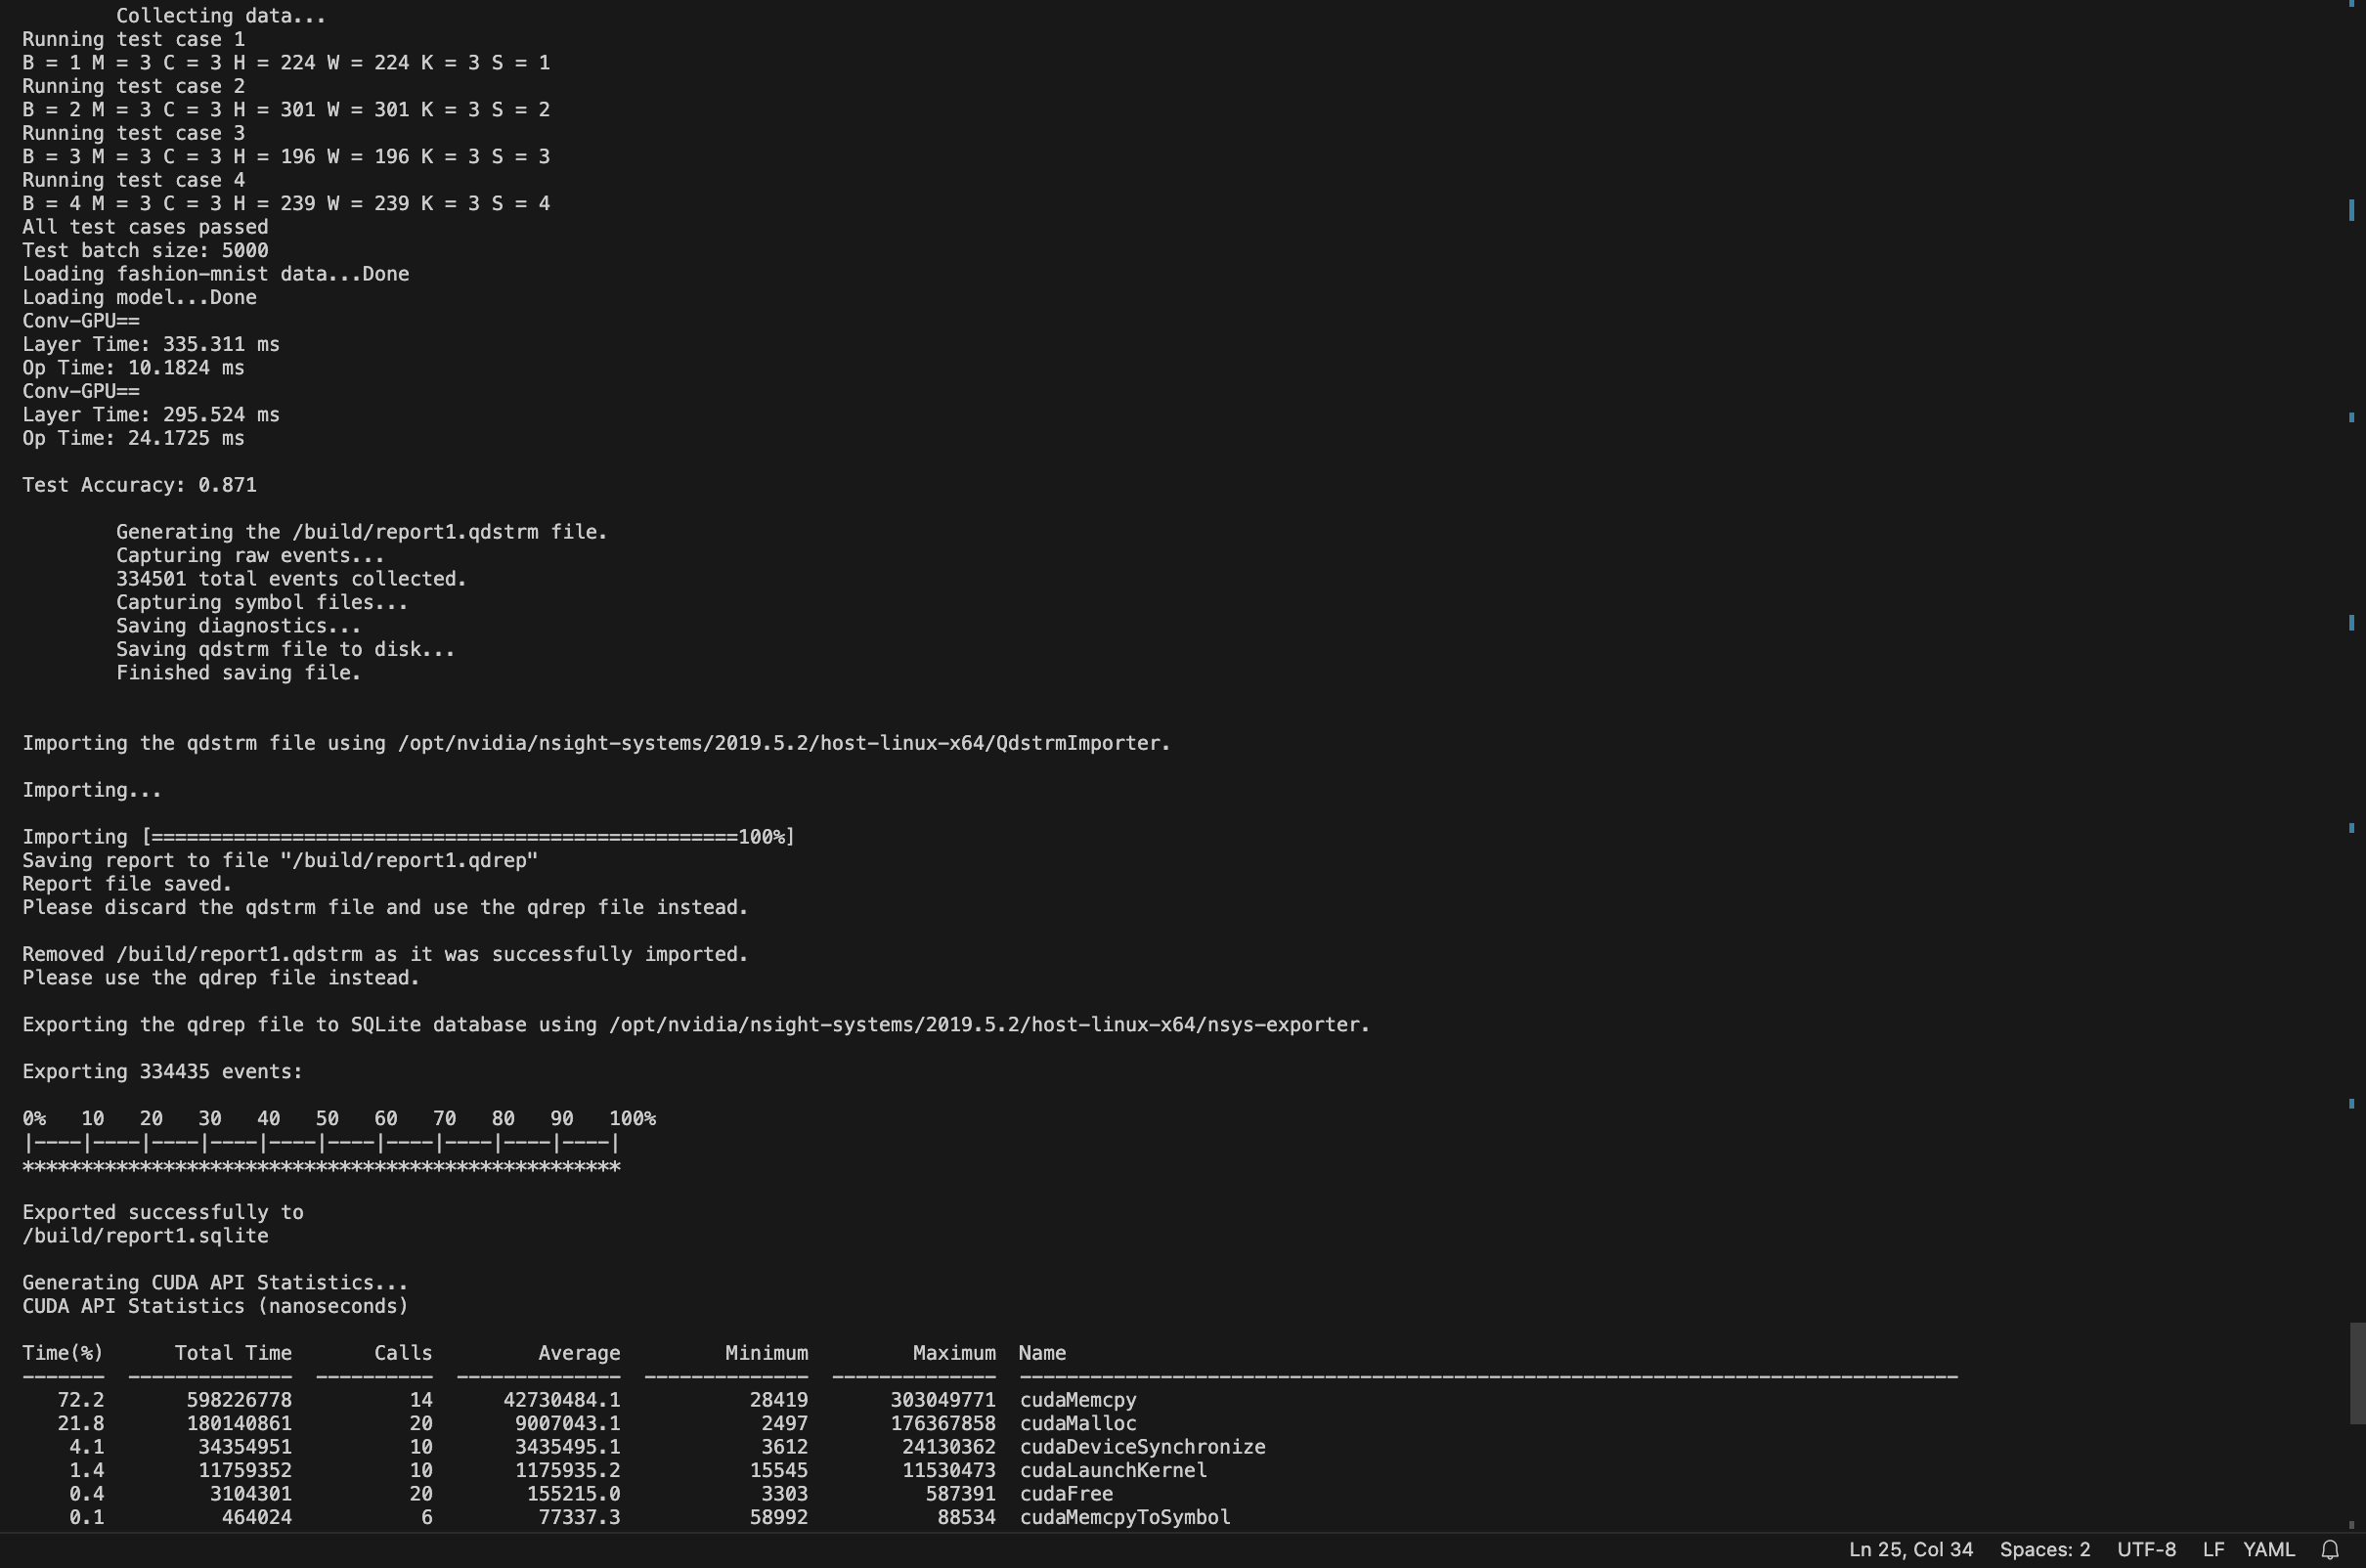 Collecting data...
Running test case 1
B = 1 M = 3 C = 3 H = 224 W = 224 K = 3 S = 1
Running test case 2
B = 2 M = 3 C = 3 H = 301 W = 301 K = 3 S = 2
Running test case 3
B = 3 M = 3 C = 3 H = 196 W = 196 K = 3 S = 3
Running test case 4
B = 4 M = 3 C = 3 H = 239 W = 239 K = 3 S = 4
All test cases passed
Test batch size: 5000
Loading fashion-mnist data...Done
Loading model...Done
Conv-GPU==
Layer Time: 335.311 ms
Op Time: 10.1824 ms
Conv-GPU==
Layer Time: 295.524 ms
Op Time: 24.1725 ms
Test Accuracy: 0.871
Generating the /build/report1.qdstrm file.
Capturing raw events...
334501 total events collected.
Capturing symbol files...
Saving diagnostics...
Saving qdstrm file to disk...
Finished saving file.
Importing the qdstrm file using /opt/nvidia/nsight-systems/2019.5.2/host-linux-x64/QdstrmImporter.
Importing...
Importing [==================================================100%]
Saving report to file "/build/report1.qdrep"
Report file saved.
Please discard the qdstrm file and use the qdrep file instead.
Removed /build/report1.qdstrm as it was successfully imported.
Please use the qdrep file instead.
Exporting the qdrep file to SQLite database using /opt/nvidia/nsight-systems/2019.5.2/host-linux-x64/nsys-exporter.
Exporting 334435 events:
0%   10   20   30   40   50   60   70   80   90   100%
|----|----|----|----|----|----|----|----|----|----|
***************************************************
Exported successfully to
/build/report1.sqlite
Generating CUDA API Statistics...
CUDA API Statistics (nanoseconds)
Time(%)      Total Time       Calls         Average         Minimum         Maximum  Name
-------  --------------  ----------  --------------  --------------  --------------  --------------------------------------------------------------------------------
72.2       598226778          14      42730484.1           28419       303049771  cudaMemcpy
21.8       180140861          20       9007043.1            2497       176367858  cudaMalloc
4.1        34354951          10       3435495.1            3612        24130362  cudaDeviceSynchronize
1.4        11759352          10       1175935.2           15545        11530473  cudaLaunchKernel
0.4         3104301          20        155215.0            3303          587391  cudaFree
0.1          464024           6         77337.3           58992           88534  cudaMemcpyToSymbol
Ln 25, Col 34   Spaces: 2   UTF-8   LF   YAML